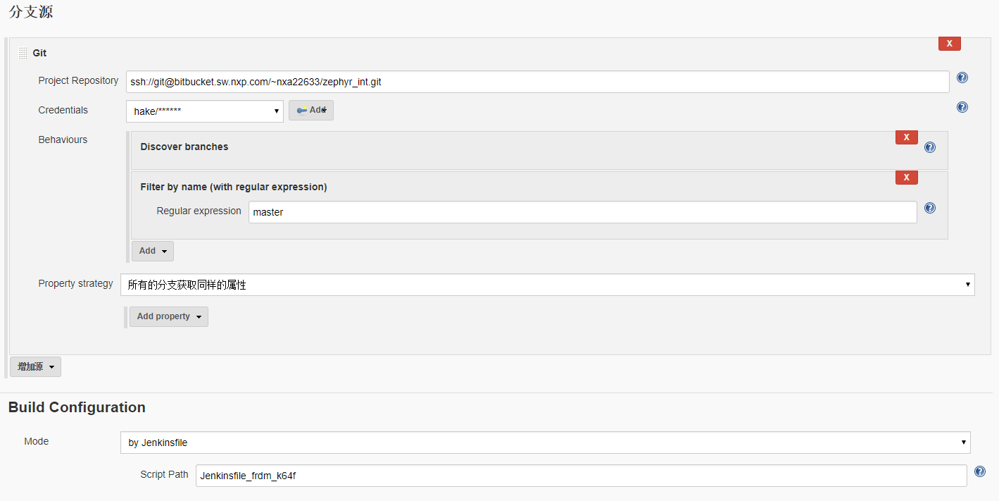 分支源
X
Git
Project Repository ssh://git@bitbucket.sw.nxp.com/~nxa22633/zephyr_int.git
Credentials hake/****** Add
Behaviours
X
Discover branches
X
Filter by name (with regular expression)
Regular expression master
Add
Property strategy 所有的分支获取同样的属性
Add property
增加源
Build Configuration
Mode by Jenkinsfile
Script Path Jenkinsfile_frdm_k64f